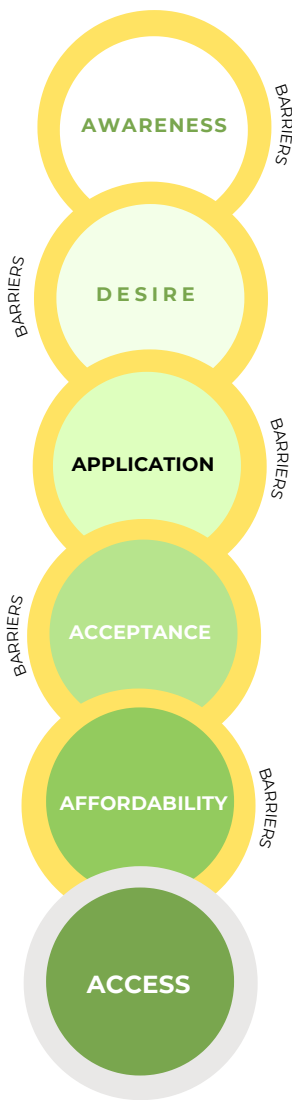 AWARENESS
BARRIERS
DESIRE
BARRIERS
APPLICATION
BARRIERS
ACCEPTANCE
BARRIERS
AFFORDABILITY
BARRIERS
ACCESS